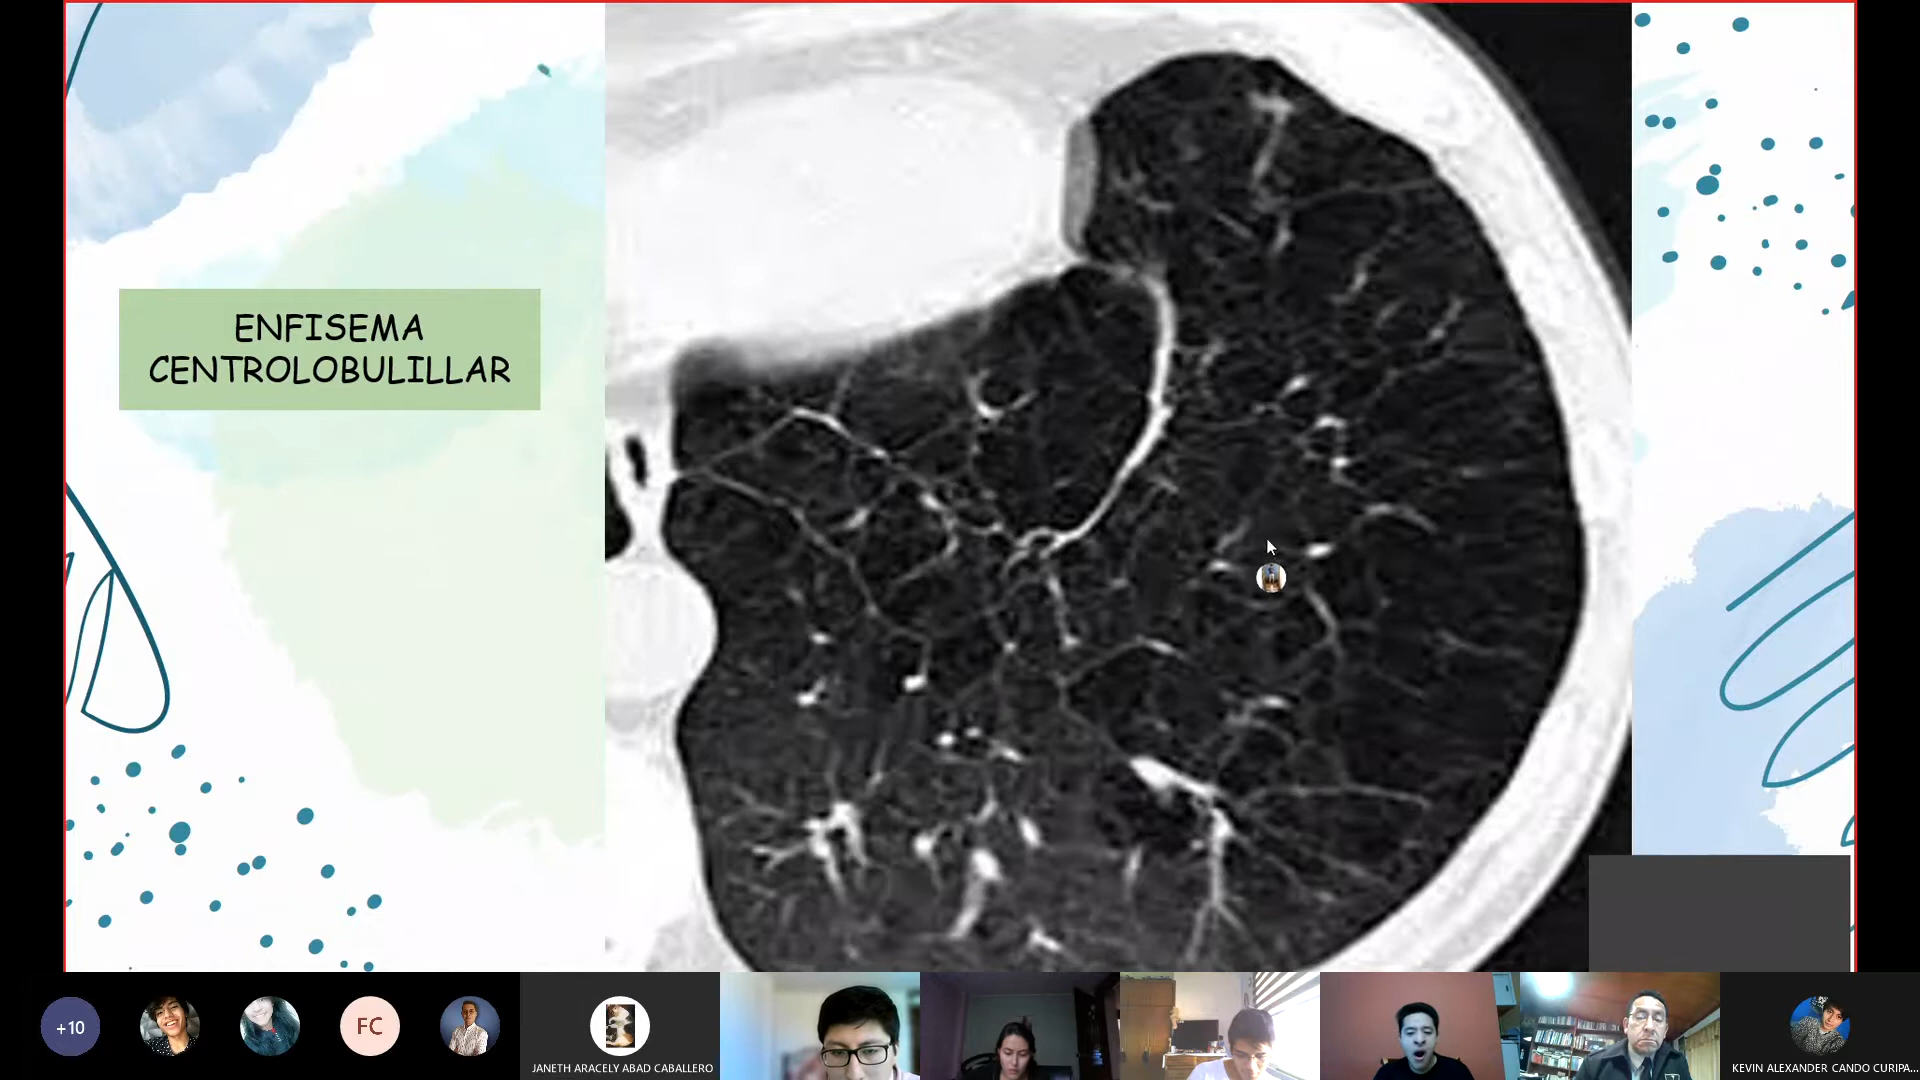 ENFISEMA
CENTROLOBULILLAR
+10
FC
JANETH ARACELY ABAD CABALLERO
KEVIN ALEXANDER CANDO CURIPA...